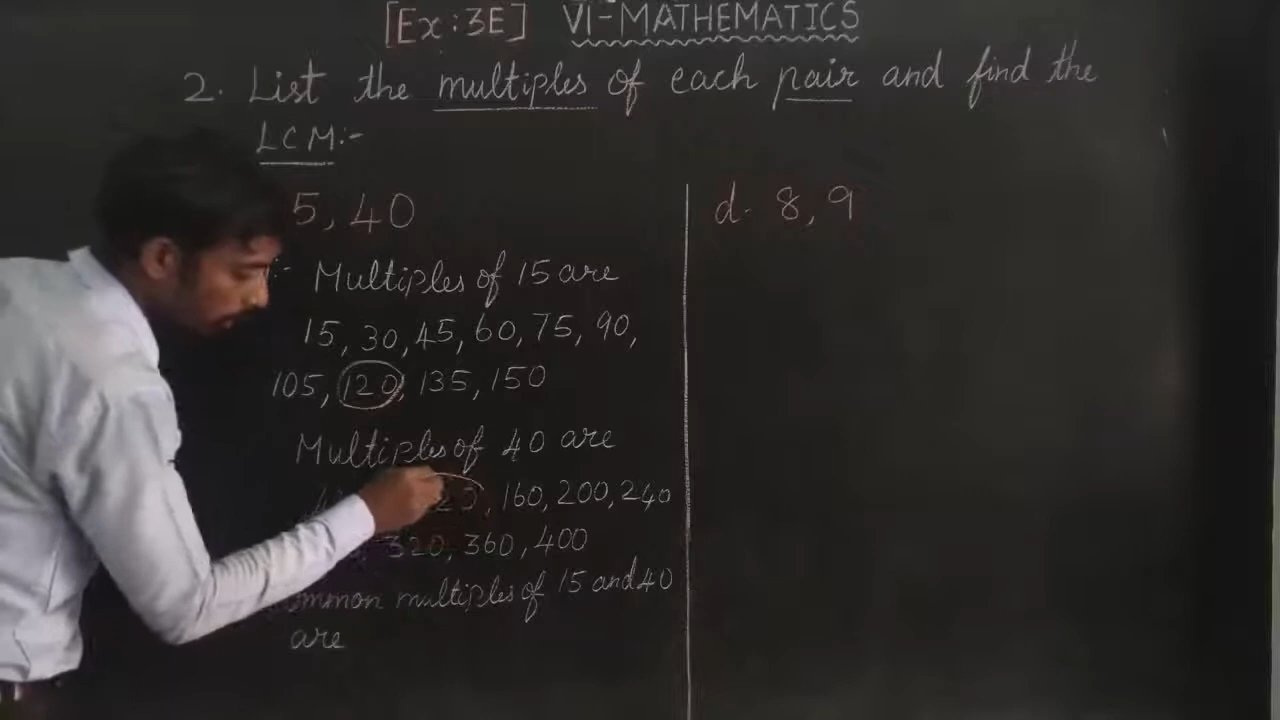 [Ex:3E] VI-MATHEMATICS
2. List the multiples of each pair and find the
LCM:-
5, 40
Multiples of 15 are
15, 30, 45, 60, 75, 90,
105, 120, 135, 150
Multiples of 40 are
20, 160, 200, 240
320, 360, 400
ommon multiples of 15 and 40
are
d. 8, 9